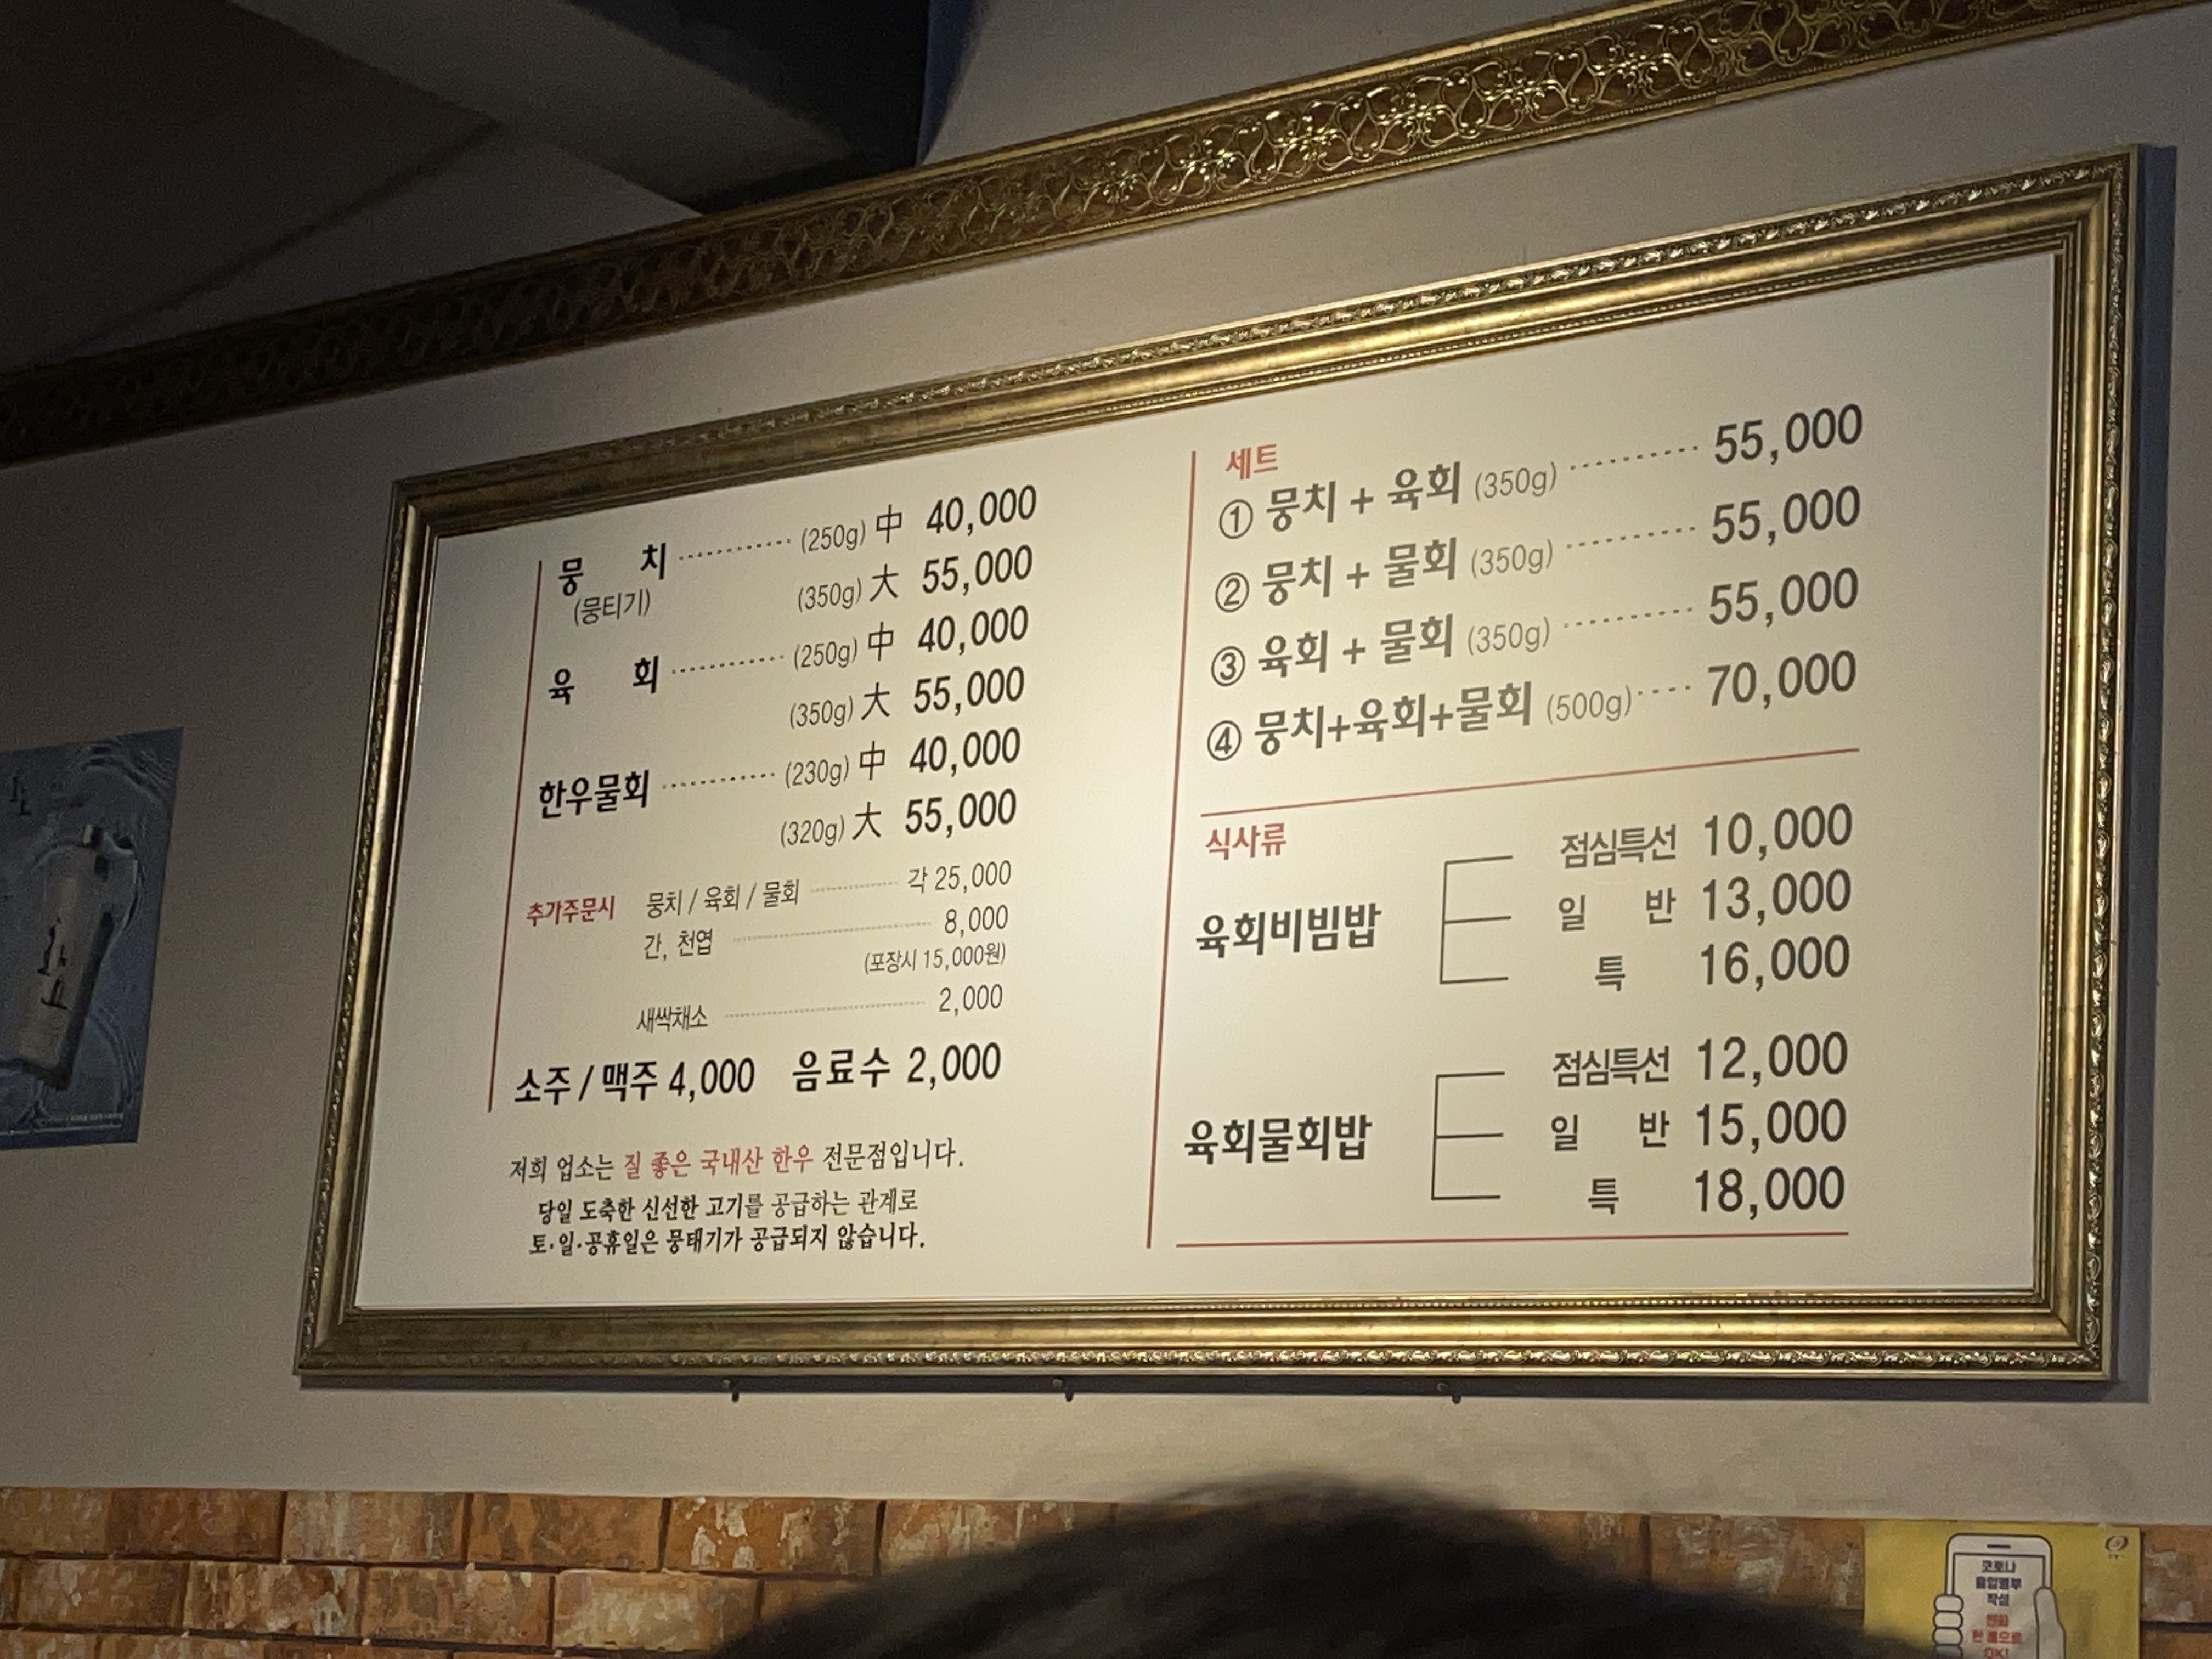 뭉 치 (250g) 中 40,000
(뭉티기) (350g) 大 55,000
육 회 (250g) 中 40,000
(350g) 大 55,000
한우물회 (230g) 中 40,000
(320g) 大 55,000
추가주문시 뭉치 / 육회 / 물회 각 25,000
간, 천엽 8,000
(포장시 15,000원)
새싹채소 2,000
소주 / 맥주 4,000 음료수 2,000
저희 업소는 질 좋은 국내산 한우 전문점입니다.
당일 도축한 신선한 고기를 공급하는 관계로
토·일·공휴일은 뭉태기가 공급되지 않습니다.
세트
① 뭉치 + 육회 (350g) 55,000
② 뭉치 + 물회 (350g) 55,000
③ 육회 + 물회 (350g) 55,000
④ 뭉치+육회+물회 (500g) 70,000
식사류
육회비빔밥
점심특선 10,000
일 반 13,000
특 16,000
육회물회밥
점심특선 12,000
일 반 15,000
특 18,000
코로나
출입명부
작성
전화
한 통으로
OK!